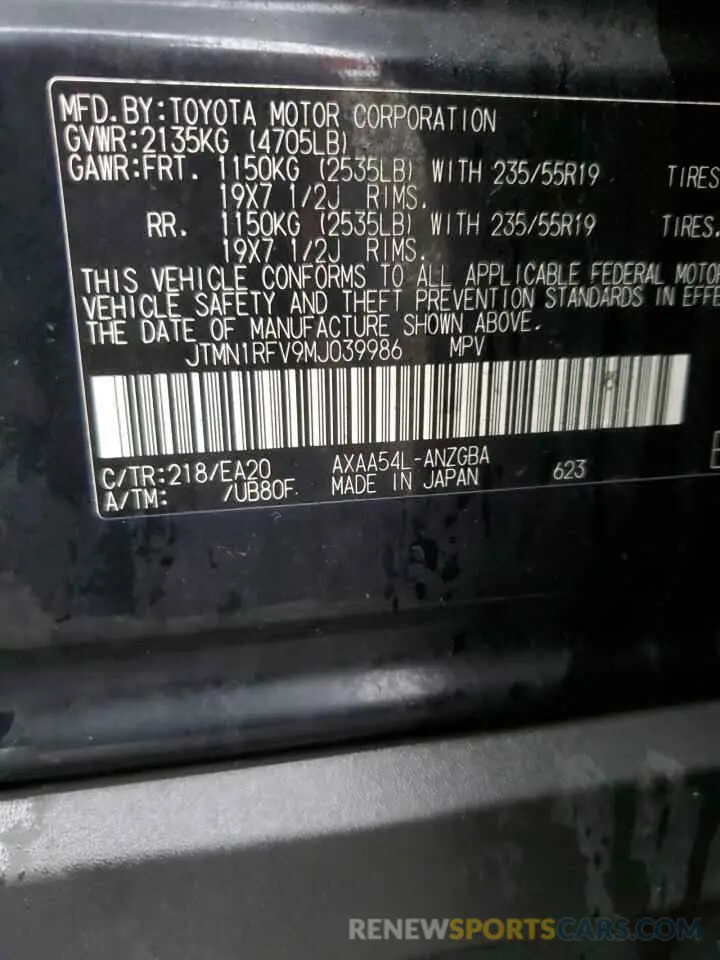 MFD.BY:TOYOTA MOTOR CORPORATION
GVWR:2135KG (4705LB)
GAWR:FRT. 1150KG (2535LB) WITH 235/55R19 TIRES
19X7 1/2J RIMS.
RR. 1150KG (2535LB) WITH 235/55R19 TIRES.
19X7 1/2J RIMS.
THIS VEHICLE CONFORMS TO ALL APPLICABLE FEDERAL MOTO
VEHICLE SAFETY AND THEFT PREVENTION STANDARDS IN EFFE
THE DATE OF MANUFACTURE SHOWN ABOVE.
JTMN1RFV9MJ039986 MPV
C/TR:218/EA20 AXAA54L-ANZGBA 623
A/TM: /UB80F. MADE IN JAPAN
RENEWSPORTSCARS.COM